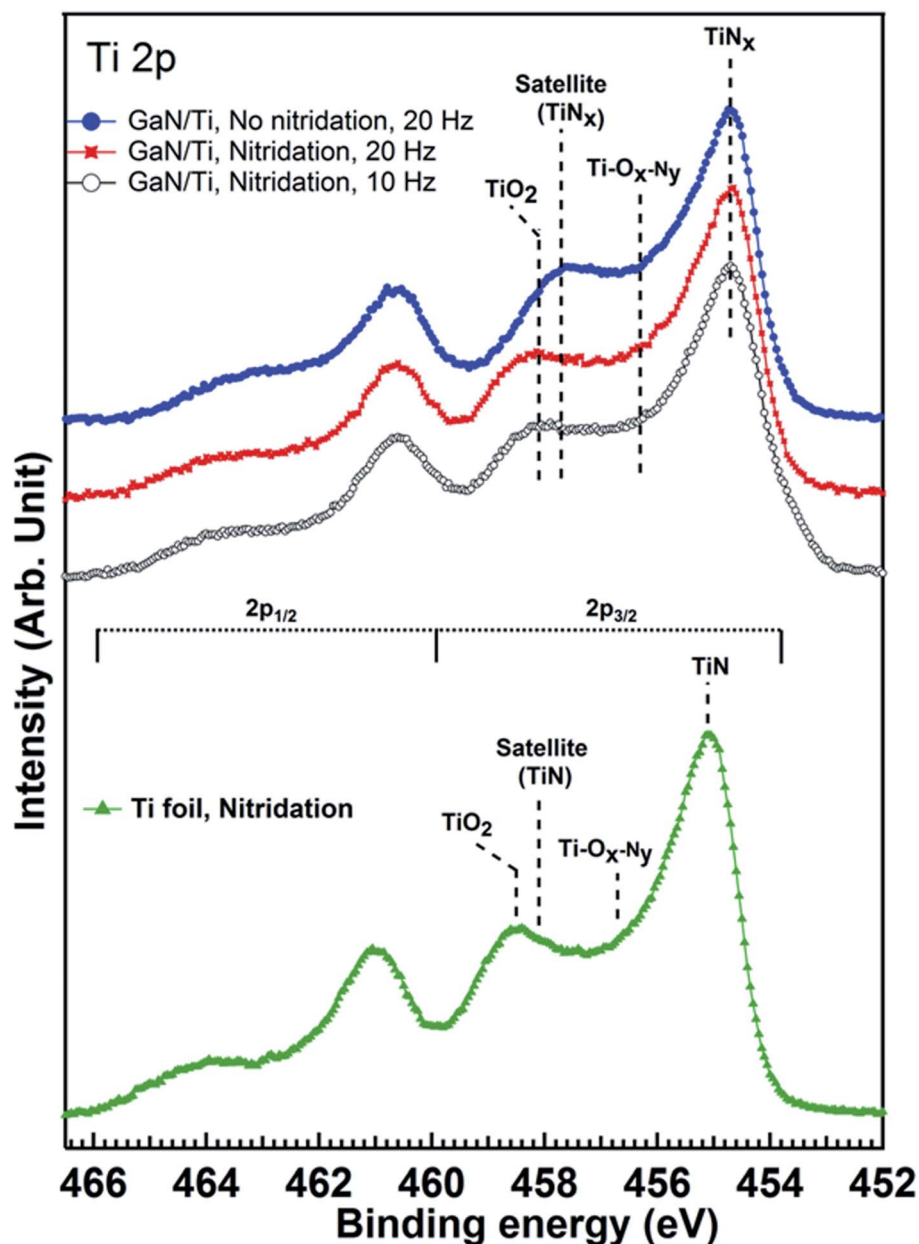 Ti 2p
GaN/Ti, No nitridation, 20 Hz
GaN/Ti, Nitridation, 20 Hz
GaN/Ti, Nitridation, 10 Hz
TiO2
Satellite
(TiNx)
Ti-Ox-Ny
TiNx
2p1/2
2p3/2
Ti foil, Nitridation
TiO2
Satellite
(TiN)
Ti-Ox-Ny
TiN
Intensity (Arb. Unit)
466 464 462 460 458 456 454 452
Binding energy (eV)